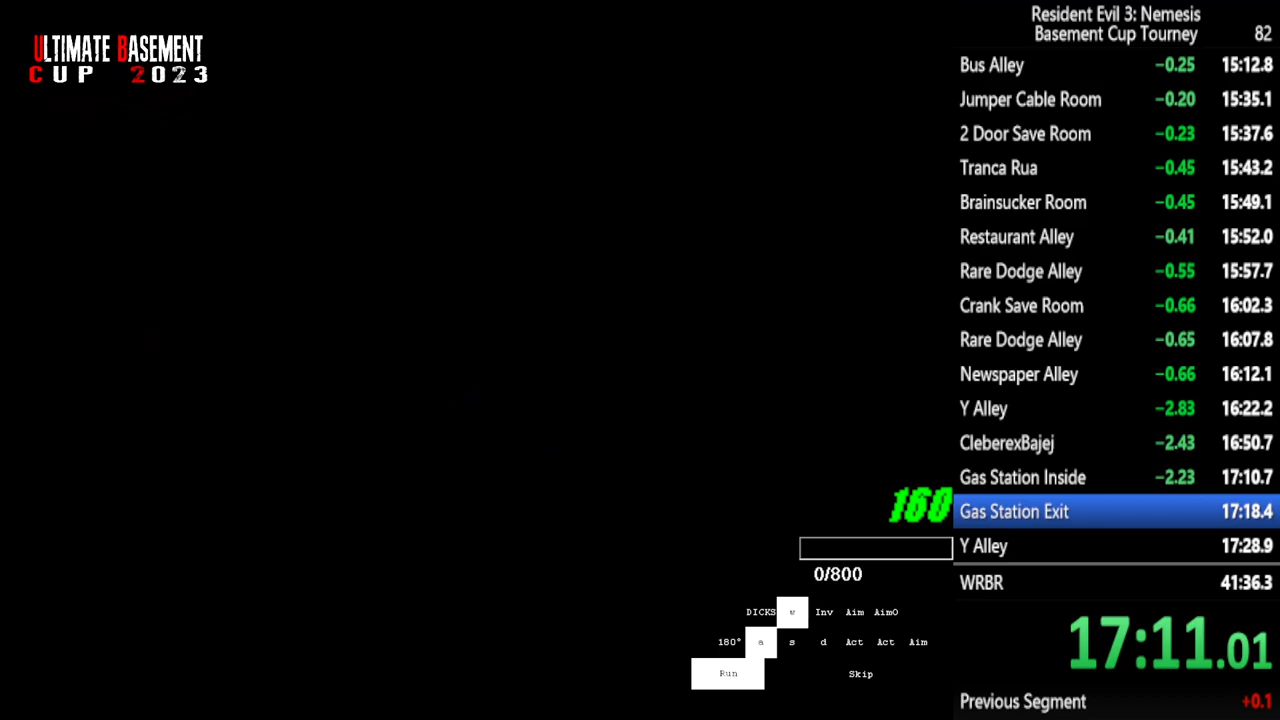 ULTIMATE BASEMENT
CUP 2023
Resident Evil 3: Nemesis
Basement Cup Tourney 82
Bus Alley −0.25 15:12.8
Jumper Cable Room −0.20 15:35.1
2 Door Save Room −0.23 15:37.6
Tranca Rua −0.45 15:43.2
Brainsucker Room −0.45 15:49.1
Restaurant Alley −0.41 15:52.0
Rare Dodge Alley −0.55 15:57.7
Crank Save Room −0.66 16:02.3
Rare Dodge Alley −0.65 16:07.8
Newspaper Alley −0.66 16:12.1
Y Alley −2.83 16:22.2
CleberexBajej −2.43 16:50.7
Gas Station Inside −2.23 17:10.7
160
Gas Station Exit 17:18.4
Y Alley 17:28.9
0/800
WRBR 41:36.3
DICKS w Inv Aim AimO
180° a s d Act Act Aim
Run Skip
17:11.01
Previous Segment +0.1